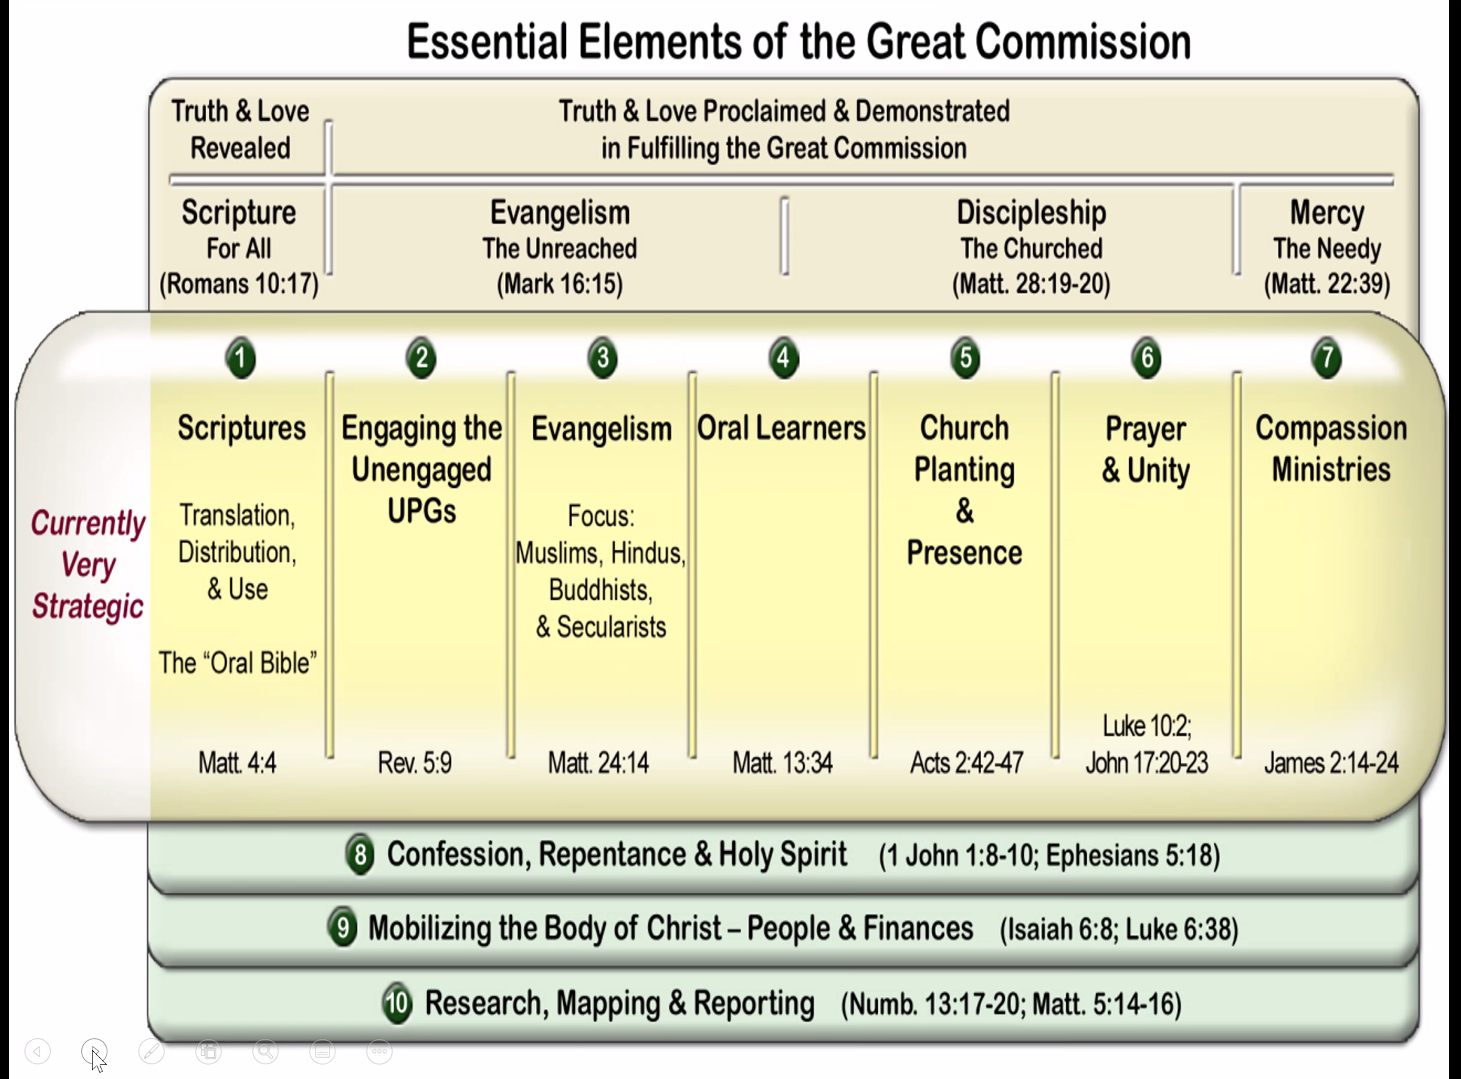 Essential Elements of the Great Commission
Truth & Love
Revealed
Truth & Love Proclaimed & Demonstrated
in Fulfilling the Great Commission
Scripture
For All
(Romans 10:17)
Evangelism
The Unreached
(Mark 16:15)
Discipleship
The Churched
(Matt. 28:19-20)
Mercy
The Needy
(Matt. 22:39)
Currently
Very
Strategic
1
Scriptures
Translation,
Distribution,
& Use
The “Oral Bible”
Matt. 4:4
2
Engaging the
Unengaged
UPGs
Rev. 5:9
3
Evangelism
Focus:
Muslims, Hindus,
Buddhists,
& Secularists
Matt. 24:14
4
Oral Learners
Matt. 13:34
5
Church
Planting
&
Presence
Acts 2:42-47
6
Prayer
& Unity
Luke 10:2;
John 17:20-23
7
Compassion
Ministries
James 2:14-24
8 Confession, Repentance & Holy Spirit (1 John 1:8-10; Ephesians 5:18)
9 Mobilizing the Body of Christ – People & Finances (Isaiah 6:8; Luke 6:38)
10 Research, Mapping & Reporting (Numb. 13:17-20; Matt. 5:14-16)